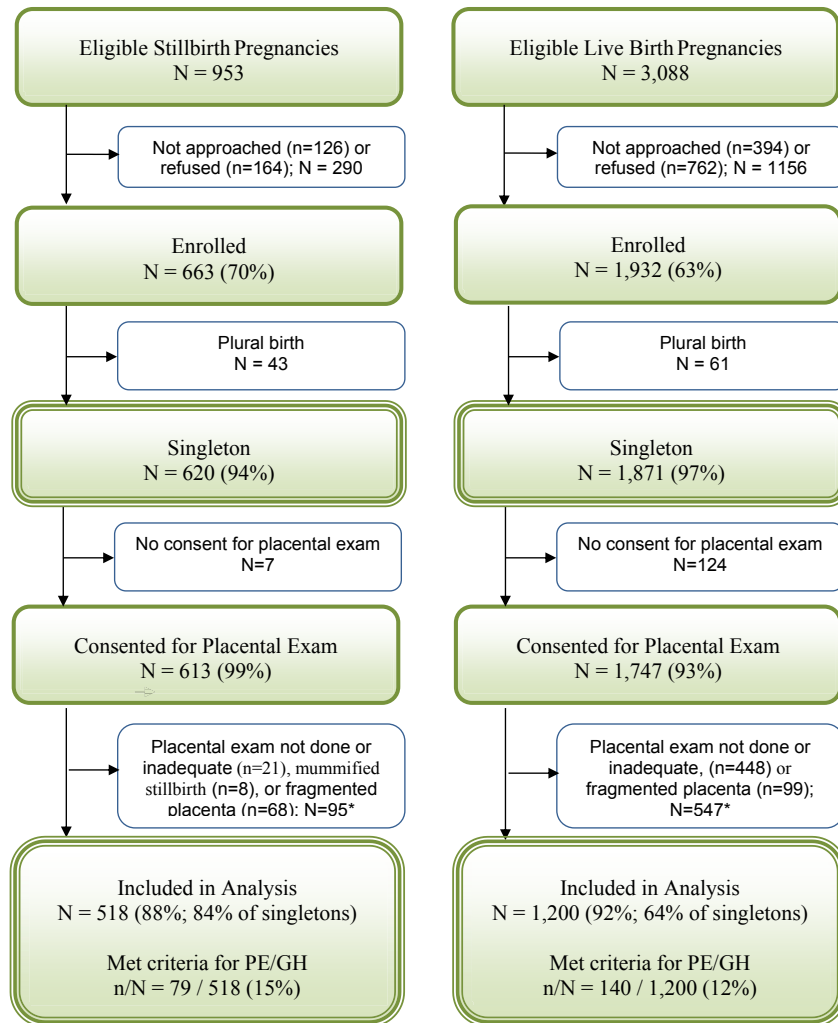 Eligible Stillbirth Pregnancies
N = 953
Not approached (n=126) or
refused (n=164); N = 290
Enrolled
N = 663 (70%)
Plural birth
N = 43
Singleton
N = 620 (94%)
No consent for placental exam
N=7
Consented for Placental Exam
N = 613 (99%)
Placental exam not done or
inadequate (n=21), mummified
stillbirth (n=8), or fragmented
placenta (n=68); N=95*
Included in Analysis
N = 518 (88%; 84% of singletons)
Met criteria for PE/GH
n/N = 79 / 518 (15%)
Eligible Live Birth Pregnancies
N = 3,088
Not approached (n=394) or
refused (n=762); N = 1156
Enrolled
N = 1,932 (63%)
Plural birth
N = 61
Singleton
N = 1,871 (97%)
No consent for placental exam
N=124
Consented for Placental Exam
N = 1,747 (93%)
Placental exam not done or
inadequate, (n=448) or
fragmented placenta (n=99);
N=547*
Included in Analysis
N = 1,200 (92%; 64% of singletons)
Met criteria for PE/GH
n/N = 140 / 1,200 (12%)